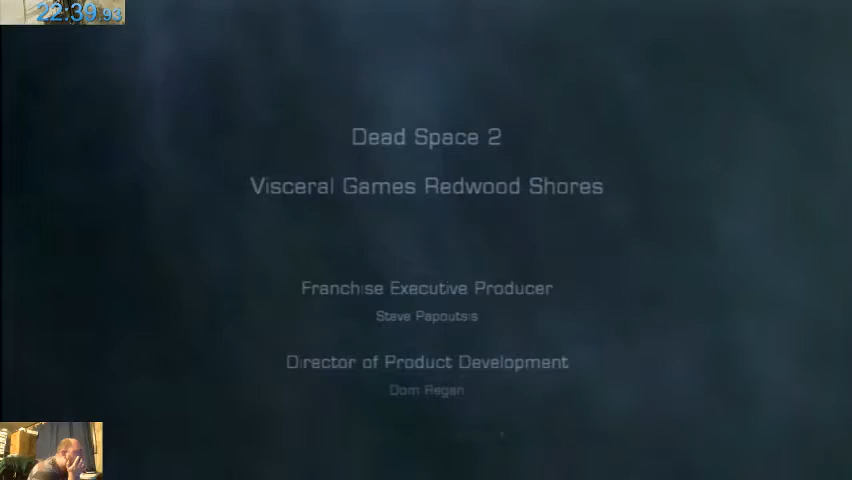 22:39.93
Dead Space 2
Visceral Games Redwood Shores
Franchise Executive Producer
Steve Papoutsis
Director of Product Development
Dom Regan